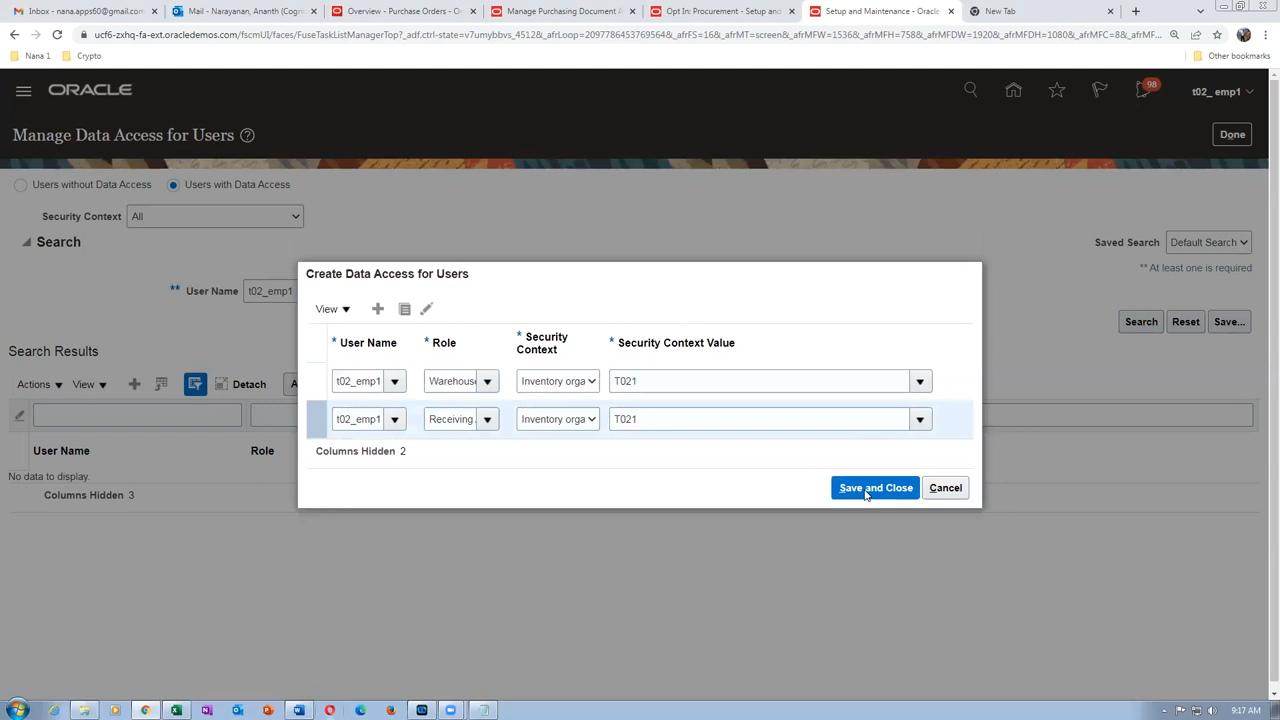 Inbox - nana.apps60@gmail.com
Mail - Narayanan, Ananth (Cogn
Overview - Purchase Orders - Or
Manage Purchasing Document A
Opt In: Procurement - Setup and
Setup and Maintenance - Oracle
New Tab
ucf6-zxhq-fa-ext.oracledemos.com/fscmUI/faces/FuseTaskListManagerTop?_adf.ctrl-state=v7umybbvs_4512&_afrLoop=20977864537769564&_afrFS=16&_afrMT=screen&_afrMFW=1536&_afrMFH=758&_afrMFDW=1920&_afrMFDH=1080&_afrMFC=8&_afrMF...
Nana 1
Crypto
Other bookmarks
ORACLE
98
t02_ emp1
Manage Data Access for Users
Done
Users without Data Access
Users with Data Access
Security Context
All
Search
Saved Search
Default Search
** At least one is required
** User Name
t02_emp1
Search
Reset
Save...
Search Results
Actions
View
Detach
A
User Name
Role
No data to display.
Columns Hidden 3
Create Data Access for Users
View
* User Name
* Role
* Security Context
* Security Context Value
t02_emp1
Warehous
Inventory orga
T021
t02_emp1
Receiving
Inventory orga
T021
Columns Hidden 2
Save and Close
Cancel
9:17 AM